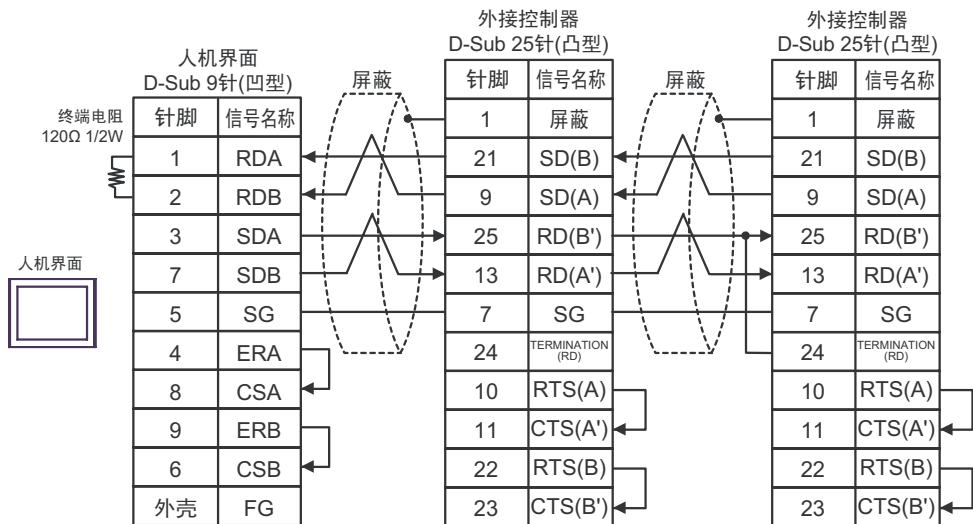 人机界面
人机界面
D-Sub 9针(凹型)
终端电阻
120Ω 1/2W
针脚 信号名称
1 RDA
2 RDB
3 SDA
7 SDB
5 SG
4 ERA
8 CSA
9 ERB
6 CSB
外壳 FG
屏蔽
外接控制器
D-Sub 25针(凸型)
针脚 信号名称
1 屏蔽
21 SD(B)
9 SD(A)
25 RD(B')
13 RD(A')
7 SG
24 TERMINATION
(RD)
10 RTS(A)
11 CTS(A')
22 RTS(B)
23 CTS(B')
屏蔽
外接控制器
D-Sub 25针(凸型)
针脚 信号名称
1 屏蔽
21 SD(B)
9 SD(A)
25 RD(B')
13 RD(A')
7 SG
24 TERMINATION
(RD)
10 RTS(A)
11 CTS(A')
22 RTS(B)
23 CTS(B')